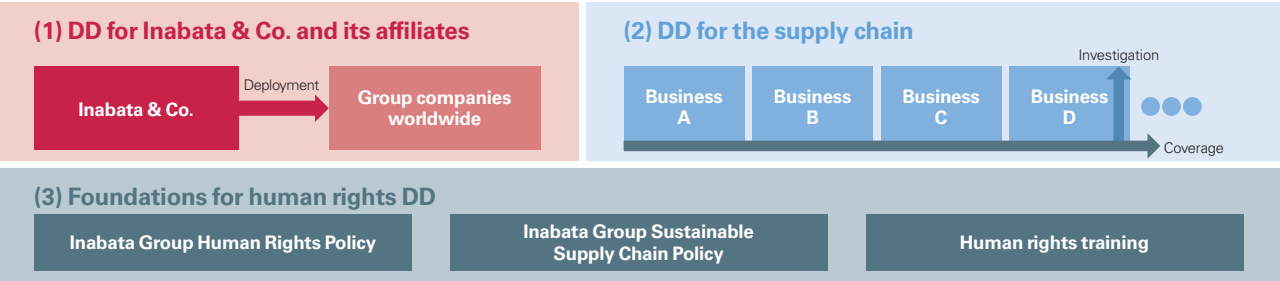 (1) DD for Inabata & Co. and its affiliates
Inabata & Co.
Deployment
Group companies
worldwide
(2) DD for the supply chain
Investigation
Business
A
Business
B
Business
C
Business
D
Coverage
(3) Foundations for human rights DD
Inabata Group Human Rights Policy
Inabata Group Sustainable
Supply Chain Policy
Human rights training